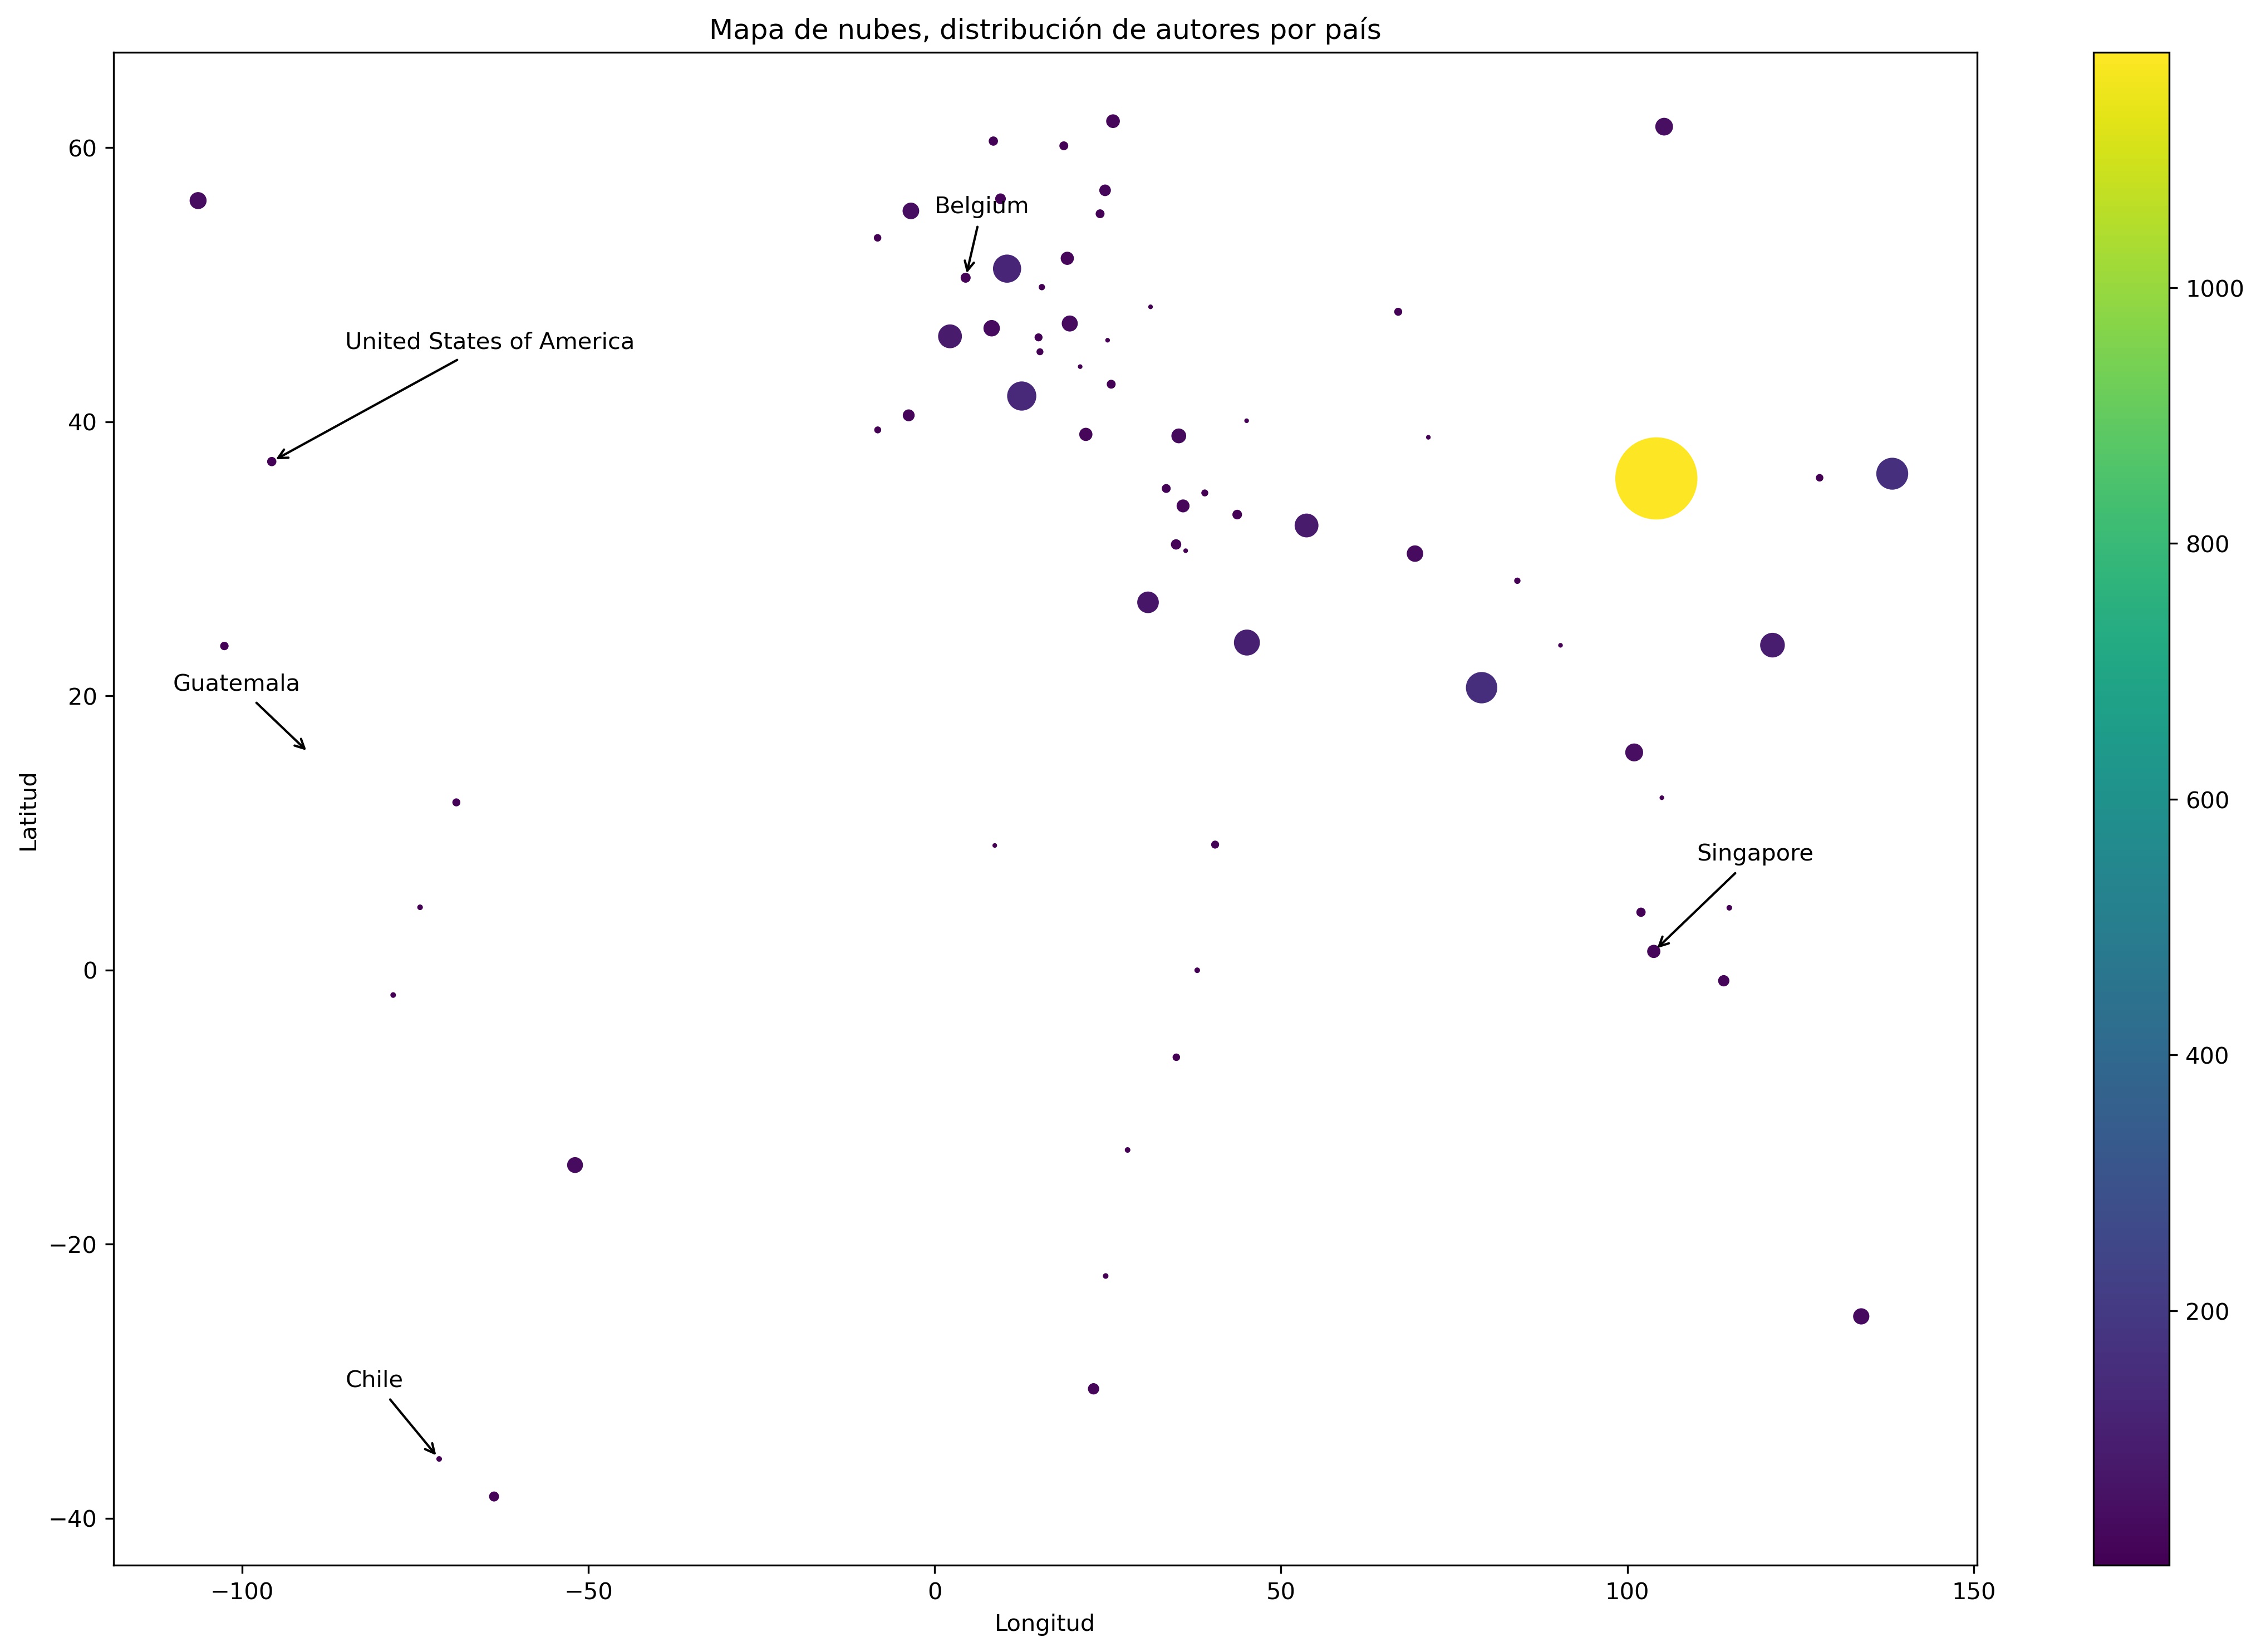 Mapa de nubes, distribución de autores por país
60
40
20
0
−20
−40
Latitud
Belgium
United States of America
Guatemala
Singapore
Chile
−100
−50
0
50
100
150
Longitud
1000
800
600
400
200